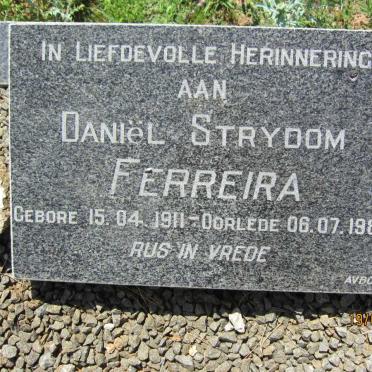 IN LIEFDEVOLLE HERINNERING
AAN
DANIËL STRYDOM
FERREIRA
GEBORE 15.04.1911-OORLEDE 06.07.198
RUS IN VREDE